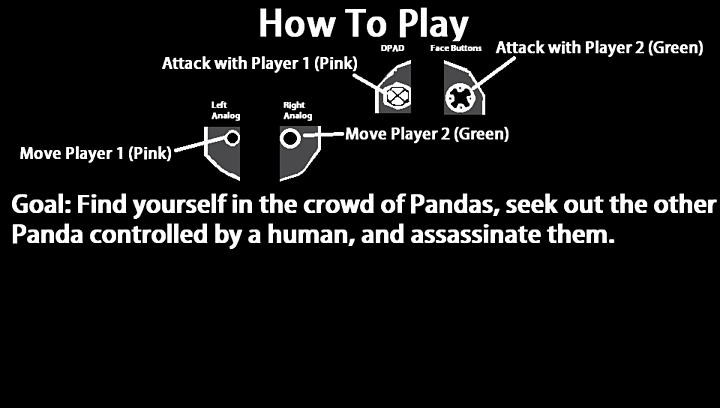 How To Play
DPAD
Face Buttons
Attack with Player 2 (Green)
Attack with Player 1 (Pink)
Left
Analog
Right
Analog
Move Player 2 (Green)
Move Player 1 (Pink)
Goal: Find yourself in the crowd of Pandas, seek out the other
Panda controlled by a human, and assassinate them.